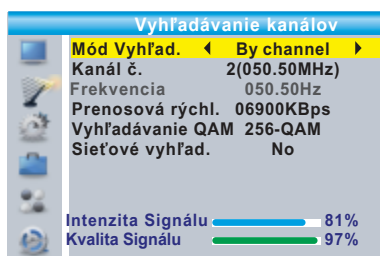 Vyhľadávanie kanálov
Mód Vyhľad. By channel
Kanál č. 2(050.50MHz)
Frekvencia 050.50Hz
Prenosová rýchl. 06900KBps
Vyhľadávanie QAM 256-QAM
Sieťové vyhľad. No
Intenzita Signálu 81%
Kvalita Signálu 97%